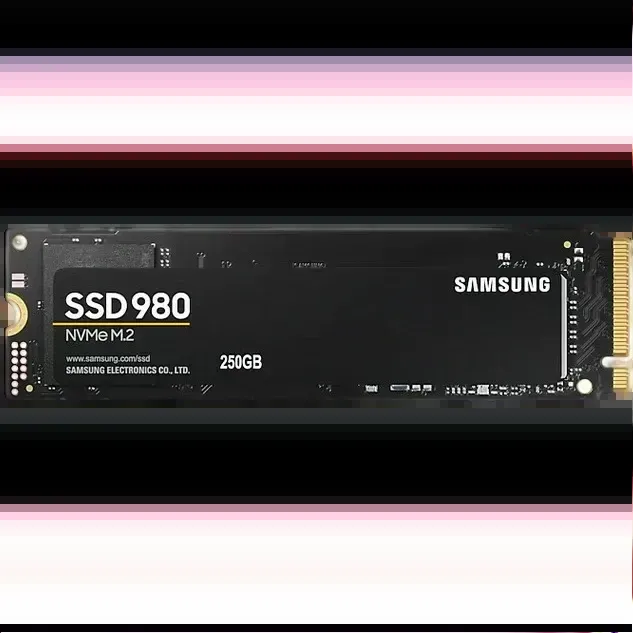 SAMSUNG
SSD 980
NVMe M.2
www.samsung.com/ssd
SAMSUNG ELECTRONICS CO., LTD.
250GB